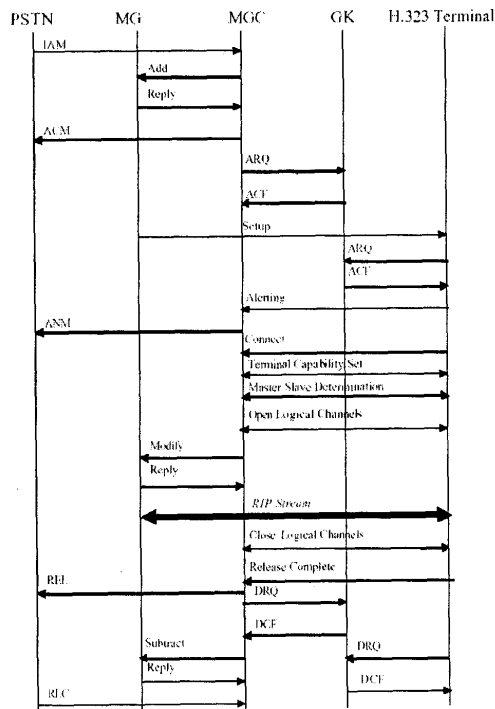 PSTN MG MGC GK H.323 Terminal
IAM
Add
Reply
ACM
ARQ
ACF
Setup
ARQ
ACF
Alerting
ANM
Connect
Terminal Capability Set
Master Slave Determination
Open Logical Channels
Modify
Reply
RTP Stream
Close Logical Channels
Release Complete
REL
DRQ
DCF
Subtract
DRQ
Reply
DCF
RLC